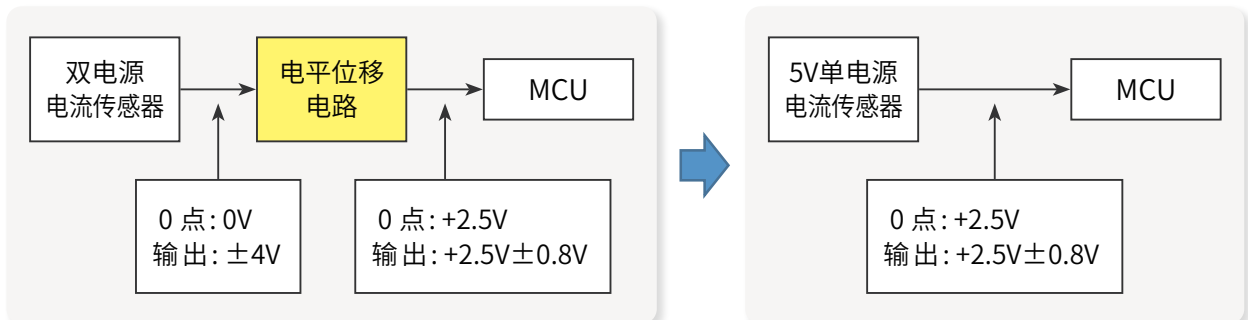 双电源
电流传感器
电平位移
电路
MCU
0 点: 0V
输出: ±4V
0 点: +2.5V
输出: +2.5V±0.8V
5V单电源
电流传感器
MCU
0 点: +2.5V
输出: +2.5V±0.8V